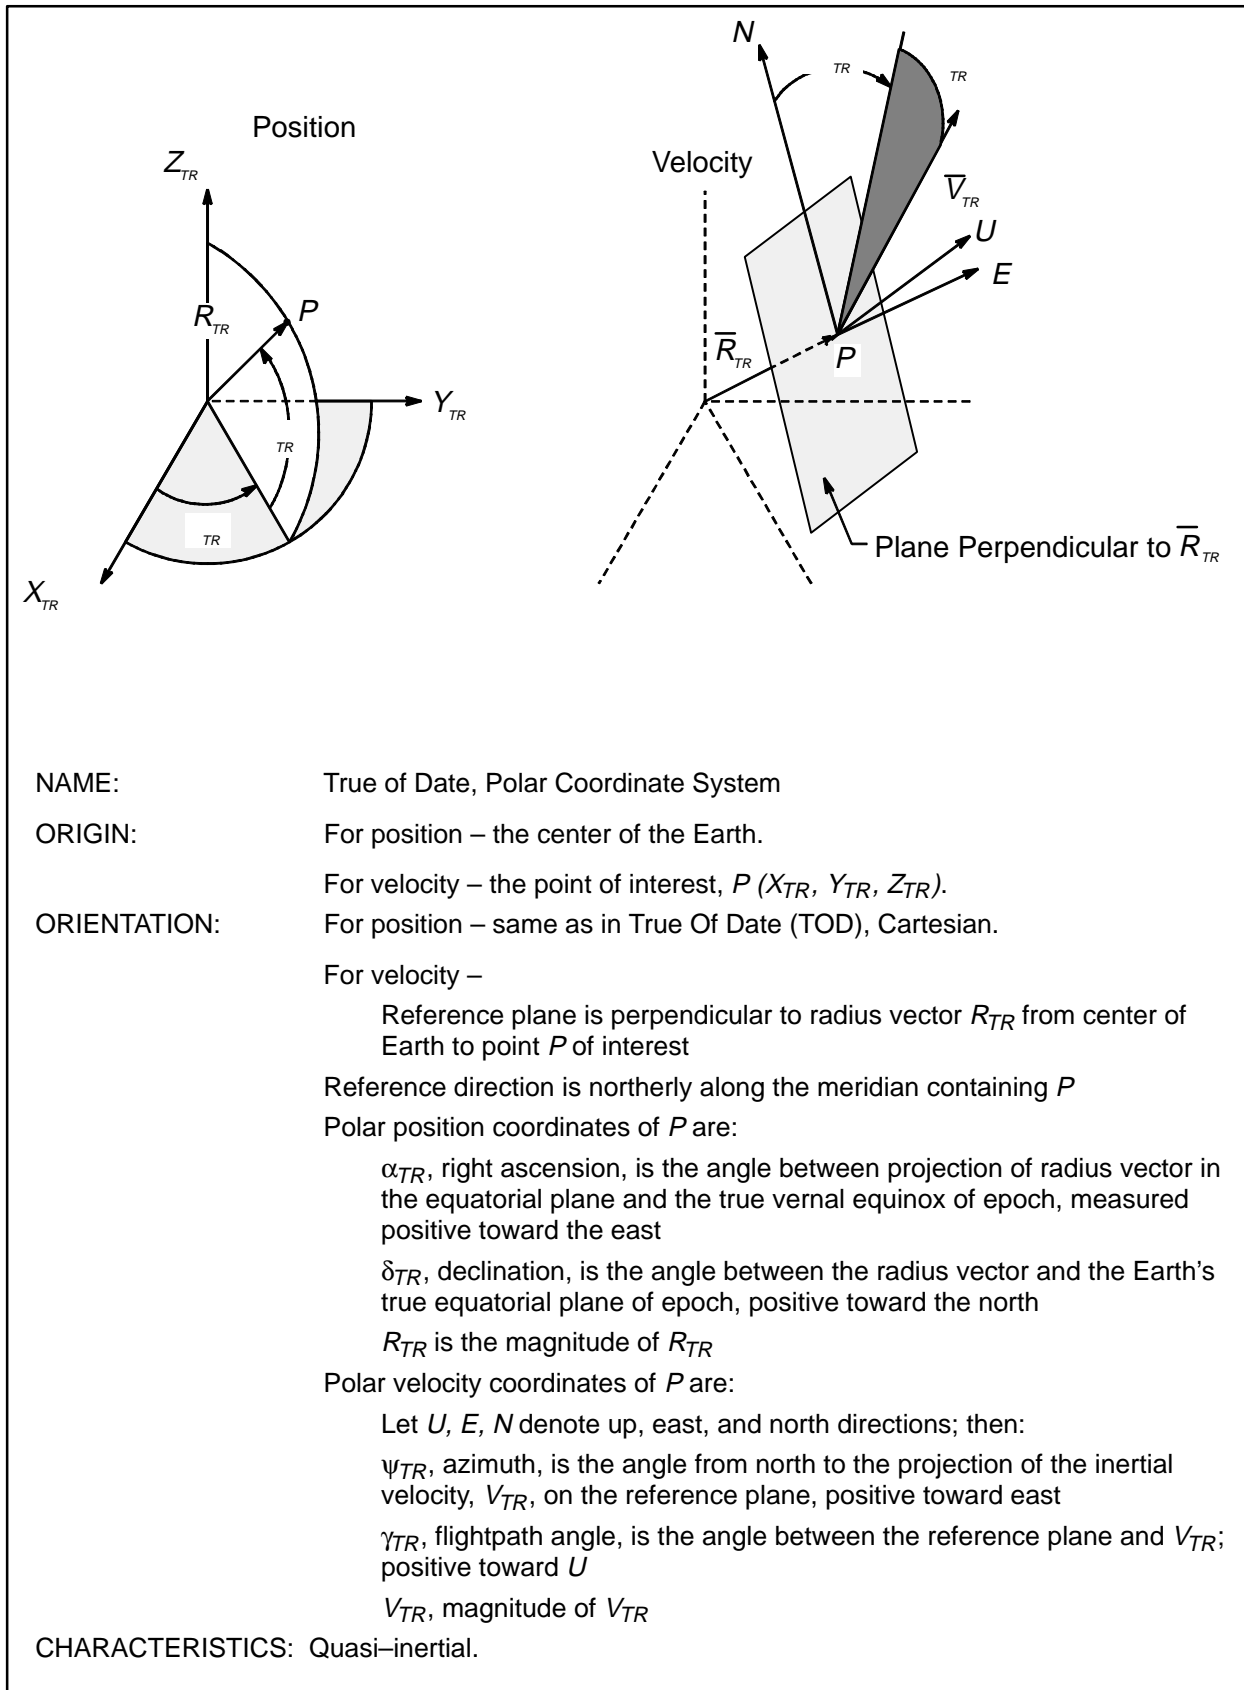 Position
Z_TR
R_TR
P
Y_TR
TR
TR
X_TR
Velocity
N
TR
TR
V̅_TR
U
E
R̅_TR
P
Plane Perpendicular to R̅_TR
NAME: True of Date, Polar Coordinate System
ORIGIN: For position – the center of the Earth.
For velocity – the point of interest, P (X_TR, Y_TR, Z_TR).
ORIENTATION: For position – same as in True Of Date (TOD), Cartesian.
For velocity –
Reference plane is perpendicular to radius vector R_TR from center of
Earth to point P of interest
Reference direction is northerly along the meridian containing P
Polar position coordinates of P are:
α_TR, right ascension, is the angle between projection of radius vector in
the equatorial plane and the true vernal equinox of epoch, measured
positive toward the east
δ_TR, declination, is the angle between the radius vector and the Earth's
true equatorial plane of epoch, positive toward the north
R_TR is the magnitude of R_TR
Polar velocity coordinates of P are:
Let U, E, N denote up, east, and north directions; then:
ψ_TR, azimuth, is the angle from north to the projection of the inertial
velocity, V_TR, on the reference plane, positive toward east
γ_TR, flightpath angle, is the angle between the reference plane and V_TR;
positive toward U
V_TR, magnitude of V_TR
CHARACTERISTICS: Quasi–inertial.